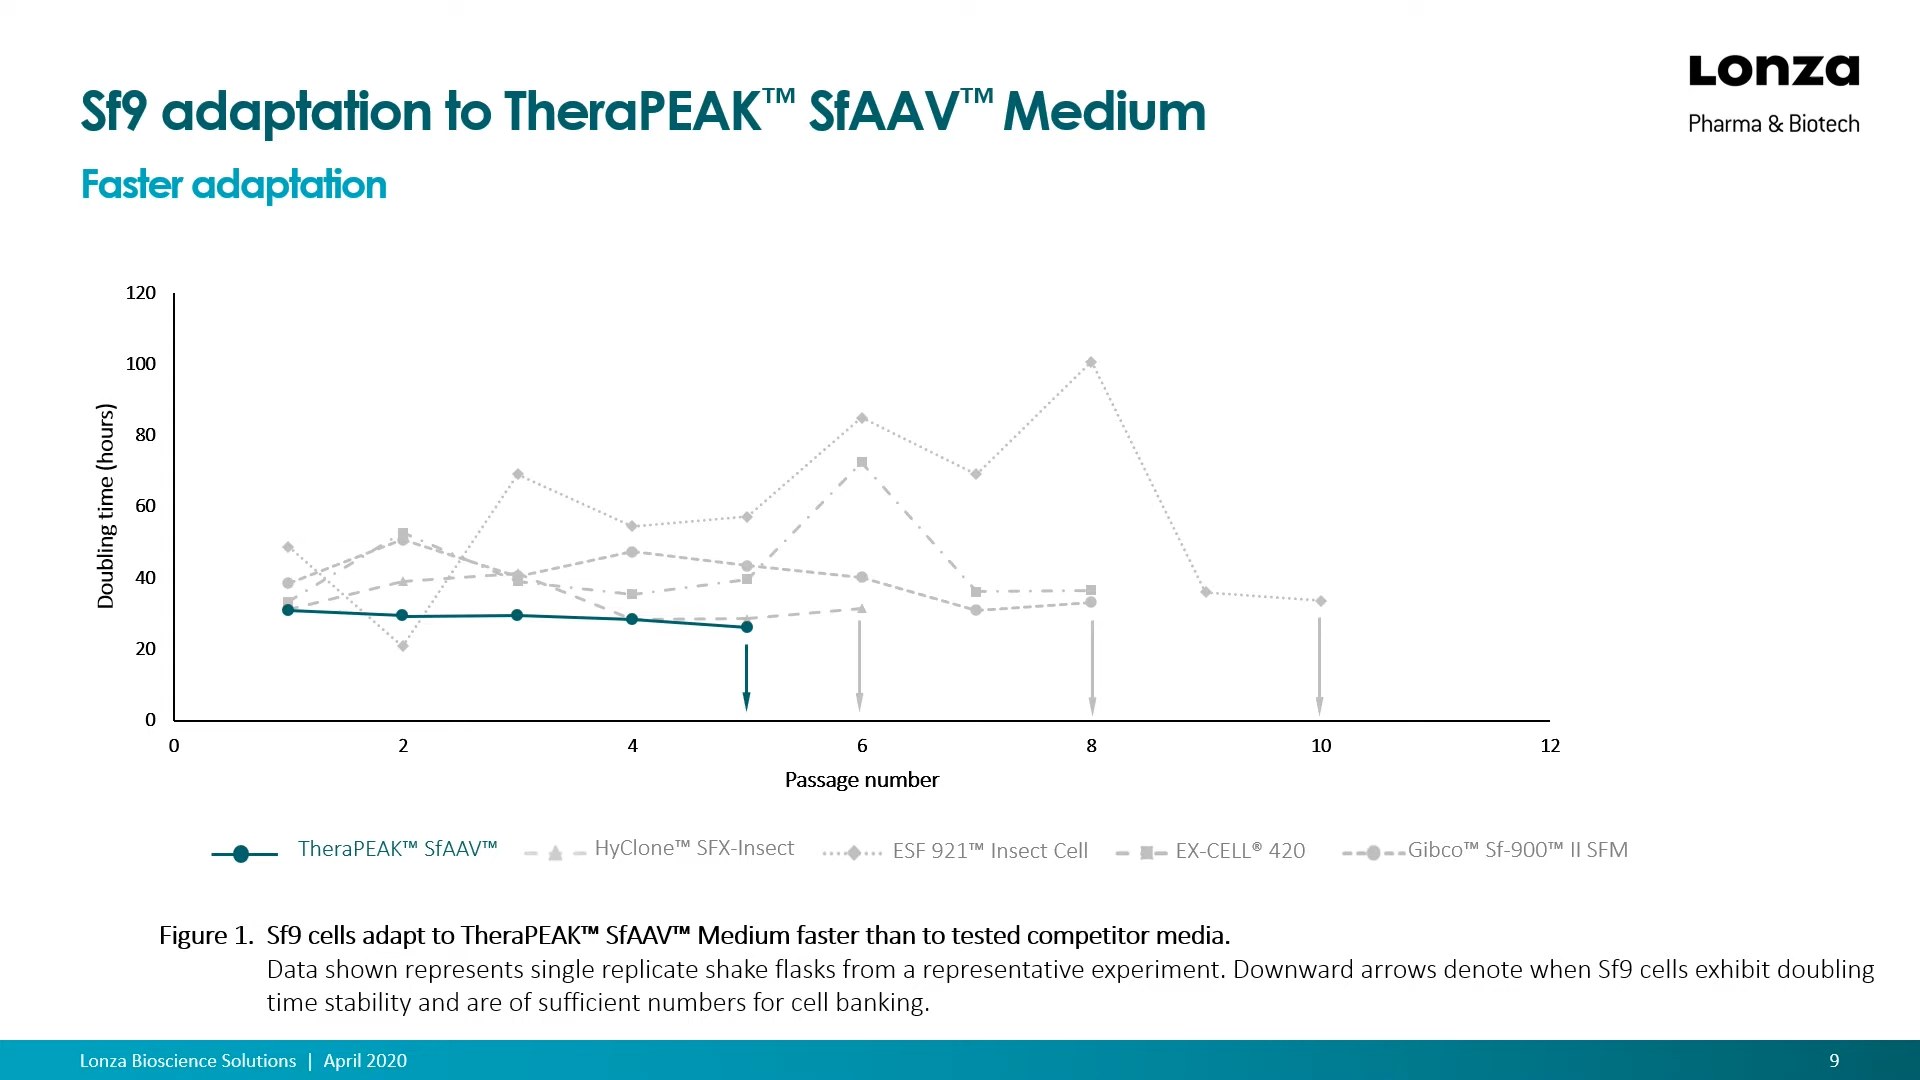 Lonza
Pharma & Biotech
Sf9 adaptation to TheraPEAK™ SfAAV™ Medium
Faster adaptation
120
100
80
60
40
20
0
Doubling time (hours)
0 2 4 6 8 10 12
Passage number
TheraPEAK™ SfAAV™ HyClone™ SFX-Insect ESF 921™ Insect Cell EX-CELL® 420 Gibco™ Sf-900™ II SFM
Figure 1. Sf9 cells adapt to TheraPEAK™ SfAAV™ Medium faster than to tested competitor media.
Data shown represents single replicate shake flasks from a representative experiment. Downward arrows denote when Sf9 cells exhibit doubling
time stability and are of sufficient numbers for cell banking.
Lonza Bioscience Solutions | April 2020 9